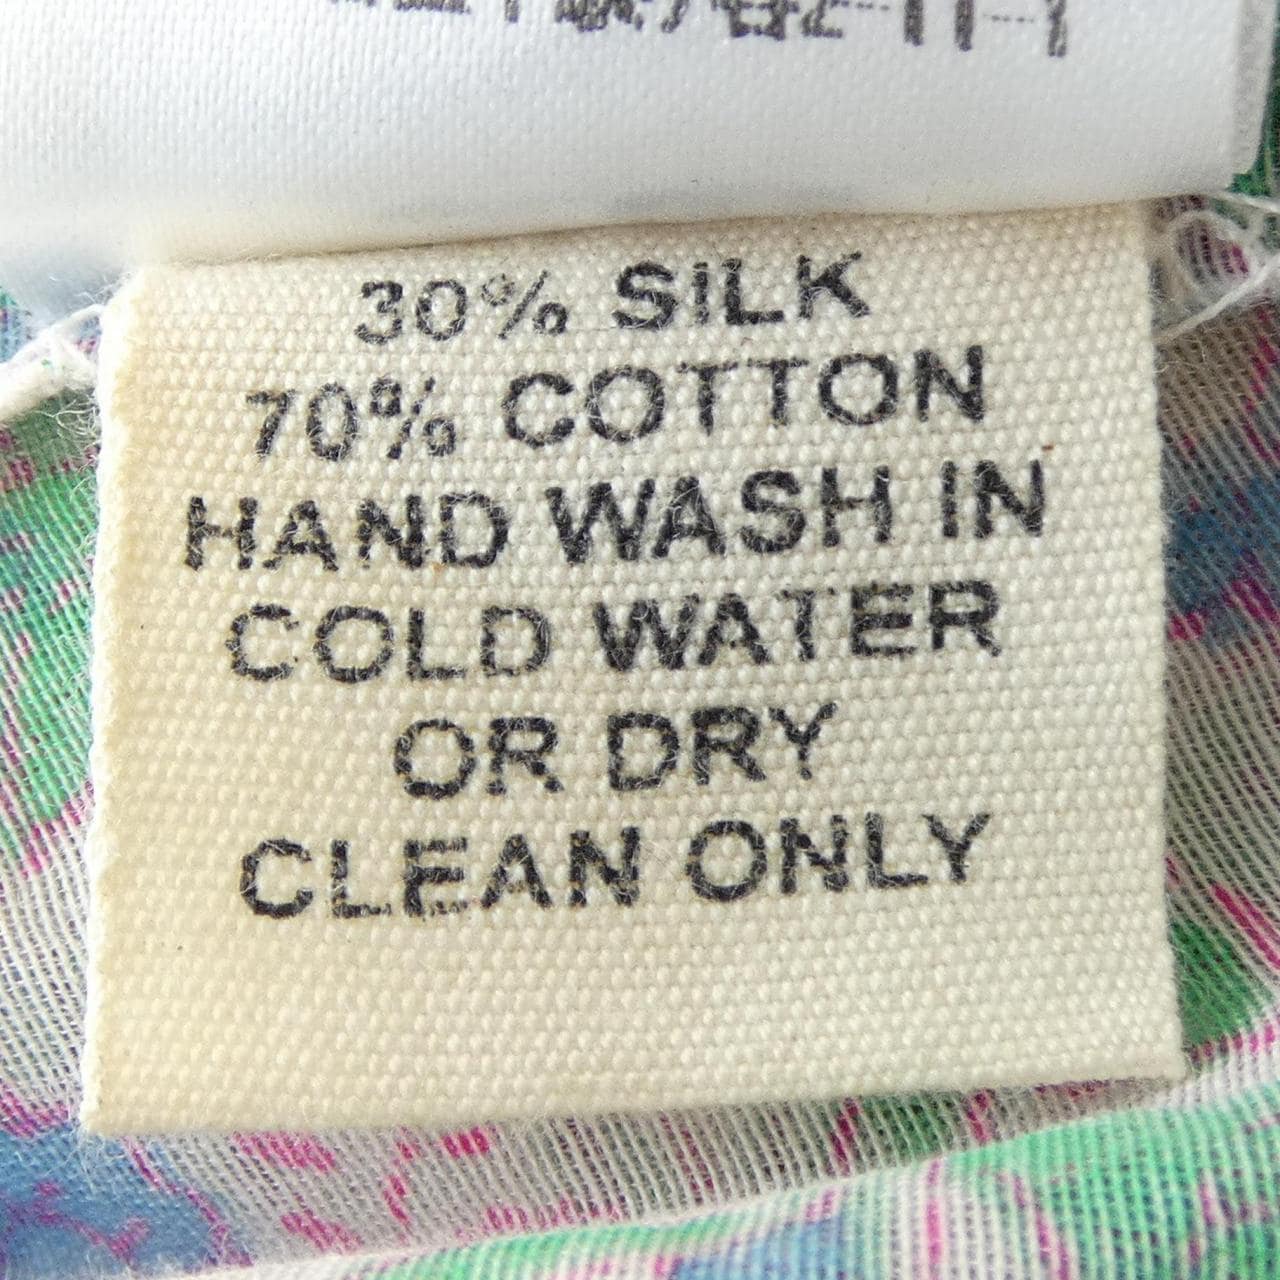 30% SILK
70% COTTON
HAND WASH IN
COLD WATER
OR DRY
CLEAN ONLY